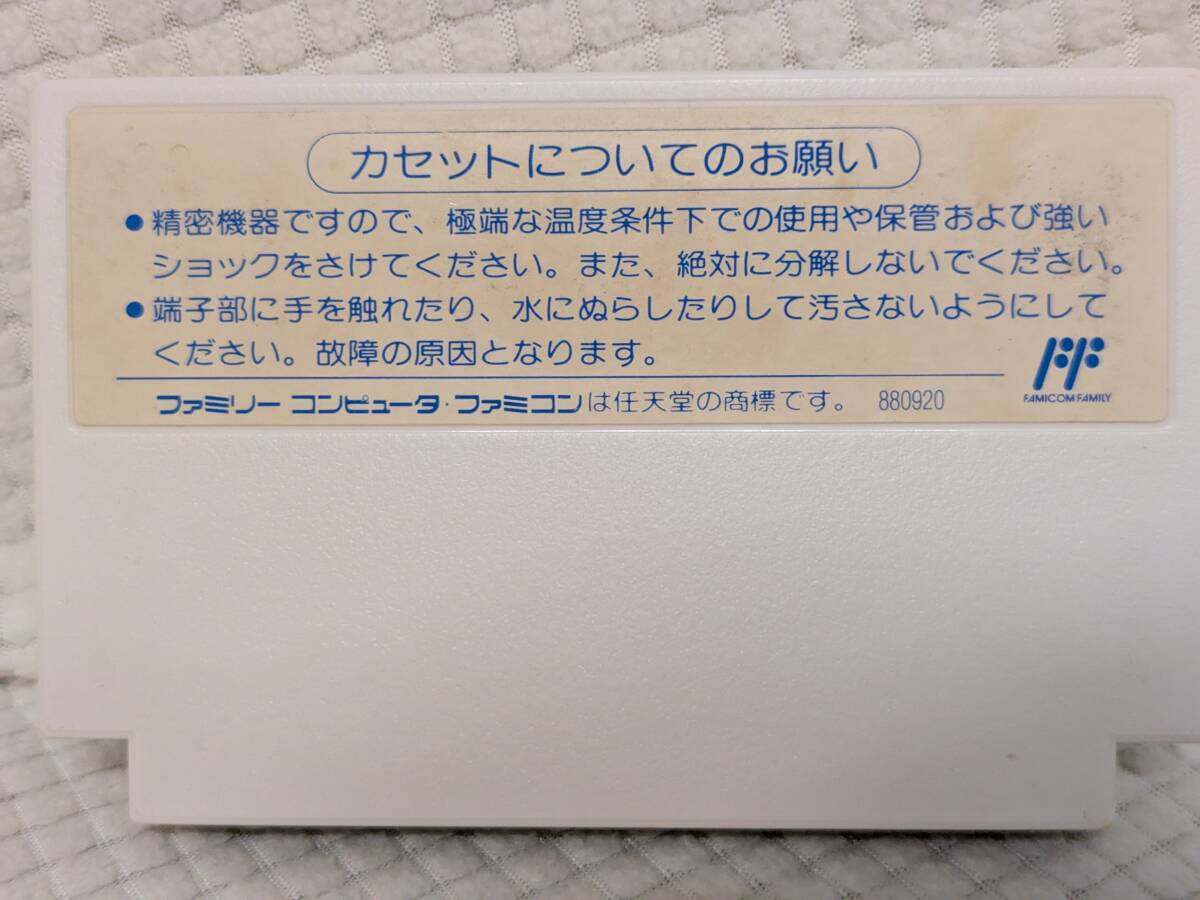 カセットについてのお願い
●精密機器ですので、極端な温度条件下での使用や保管および強い
ショックをさけてください。また、絶対に分解しないでください。
●端子部に手を触れたり、水にぬらしたりして汚さないようにして
ください。故障の原因となります。
ファミリー コンピュータ・ファミコンは任天堂の商標です。 880920
FAMICOM FAMILY